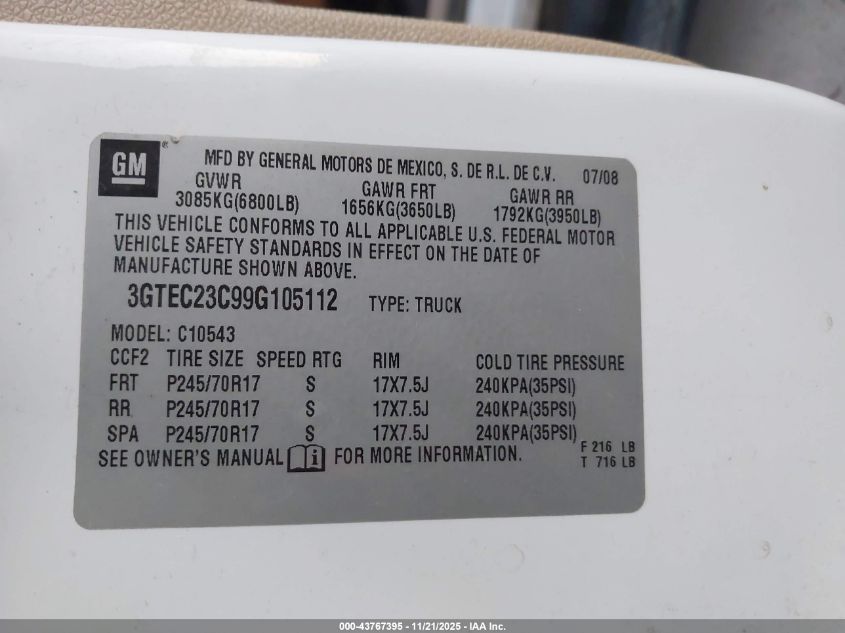 GM ® MFD BY GENERAL MOTORS DE MEXICO, S. DE R.L. DE C.V. 07/08
GVWR GAWR FRT GAWR RR
3085KG(6800LB) 1656KG(3650LB) 1792KG(3950LB)
THIS VEHICLE CONFORMS TO ALL APPLICABLE U.S. FEDERAL MOTOR
VEHICLE SAFETY STANDARDS IN EFFECT ON THE DATE OF
MANUFACTURE SHOWN ABOVE.
3GTEC23C99G105112 TYPE: TRUCK
MODEL: C10543
CCF2 TIRE SIZE SPEED RTG RIM COLD TIRE PRESSURE
FRT P245/70R17 S 17X7.5J 240KPA(35PSI)
RR P245/70R17 S 17X7.5J 240KPA(35PSI)
SPA P245/70R17 S 17X7.5J 240KPA(35PSI)
SEE OWNER'S MANUAL i FOR MORE INFORMATION.
F 216 LB
T 716 LB
000-43767395 - 11/21/2025 - IAA Inc.